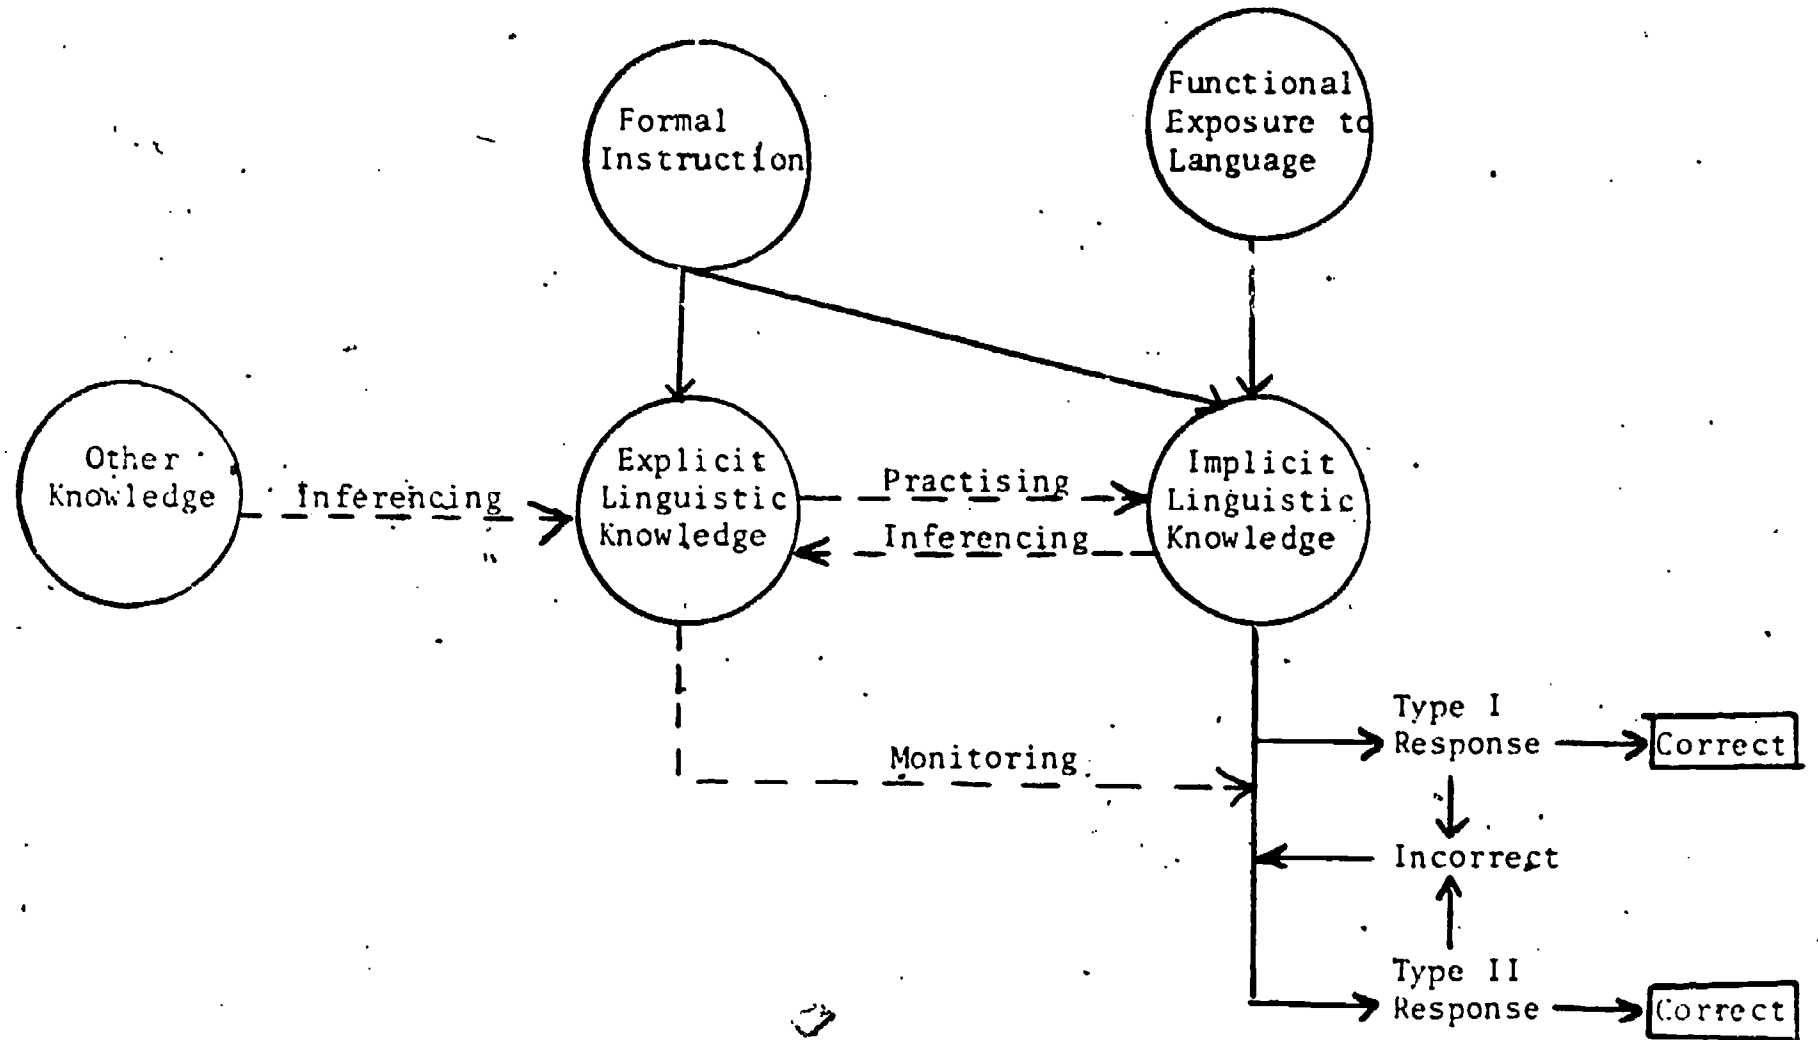 Formal
Instruction
Functional
Exposure to
Language
Other
Knowledge
Inferencing
Explicit
Linguistic
Knowledge
Practising
Inferencing
Implicit
Linguistic
Knowledge
Monitoring
Type I
Response
Correct
Incorrect
Type II
Response
Correct